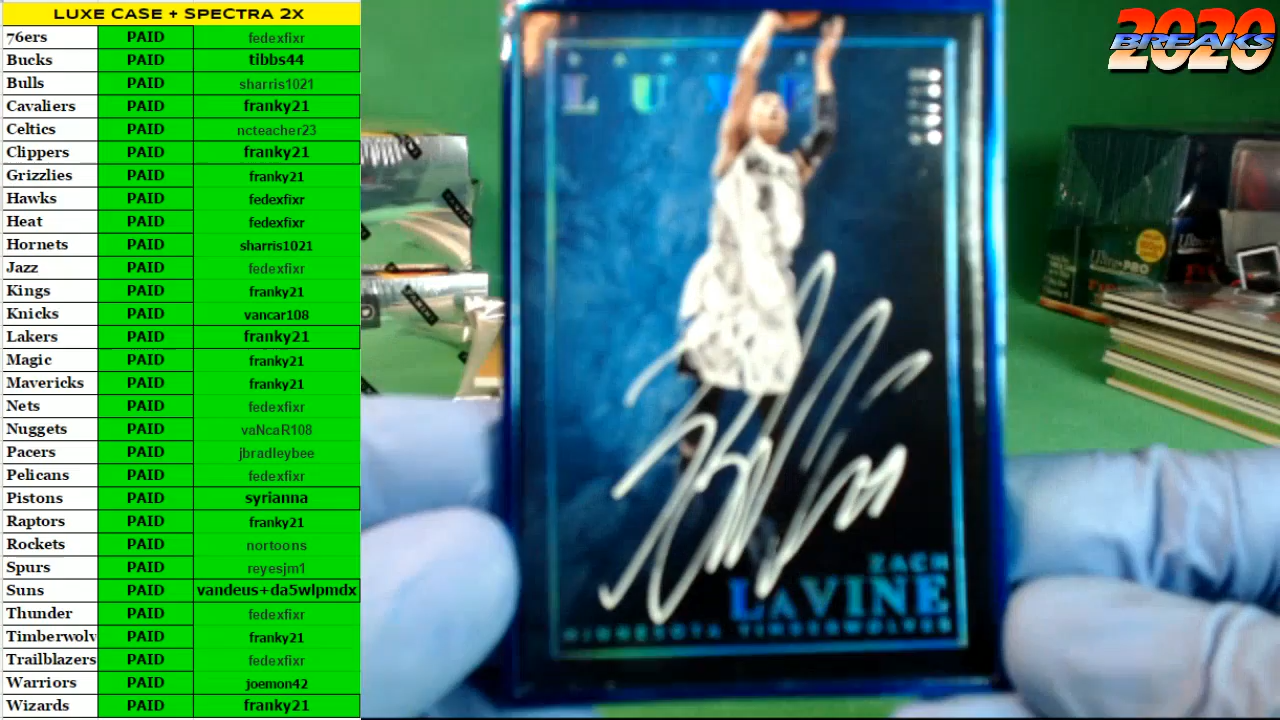 LUXE CASE + SPECTRA 2X
76ers PAID fedexfixr
Bucks PAID tibbs44
Bulls PAID sharris1021
Cavaliers PAID franky21
Celtics PAID ncteacher23
Clippers PAID franky21
Grizzlies PAID franky21
Hawks PAID fedexfixr
Heat PAID fedexfixr
Hornets PAID sharris1021
Jazz PAID fedexfixr
Kings PAID franky21
Knicks PAID vancar108
Lakers PAID franky21
Magic PAID franky21
Mavericks PAID franky21
Nets PAID fedexfixr
Nuggets PAID vaNcaR108
Pacers PAID jbradleybee
Pelicans PAID fedexfixr
Pistons PAID syrianna
Raptors PAID franky21
Rockets PAID nortoons
Spurs PAID reyesjm1
Suns PAID vandeus+da5wlpmdx
Thunder PAID fedexfixr
Timberwolv PAID franky21
Trailblazers PAID fedexfixr
Warriors PAID joemon42
Wizards PAID franky21
2020
BREAKS
ZACH
LAVINE
MINNESOTA TIMBERWOLVES
Ultra PRO